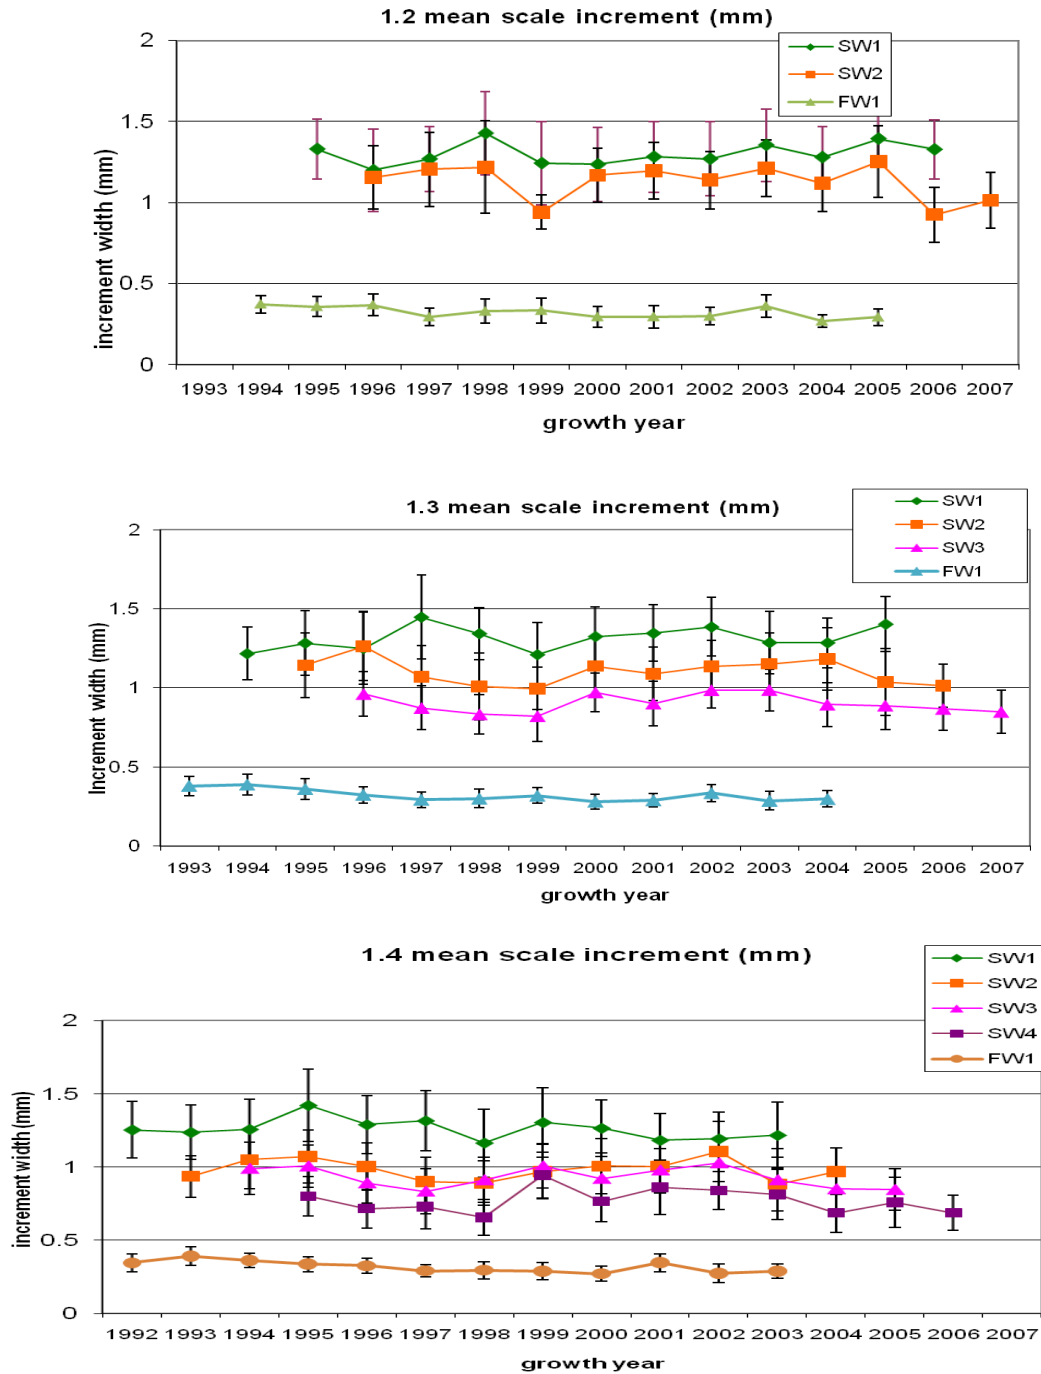 1.2 mean scale increment (mm)
2
SW1
SW2
FW1
1.5
1
0.5
0
increment width (mm)
1993 1994 1995 1996 1997 1998 1999 2000 2001 2002 2003 2004 2005 2006 2007
growth year
1.3 mean scale increment (mm)
SW1
SW2
SW3
FW1
2
1.5
1
0.5
0
Increment width (mm)
1993 1994 1995 1996 1997 1998 1999 2000 2001 2002 2003 2004 2005 2006 2007
growth year
1.4 mean scale increment (mm)
SW1
SW2
SW3
SW4
FW1
2
1.5
1
0.5
0
increment width (mm)
1992 1993 1994 1995 1996 1997 1998 1999 2000 2001 2002 2003 2004 2005 2006 2007
growth year